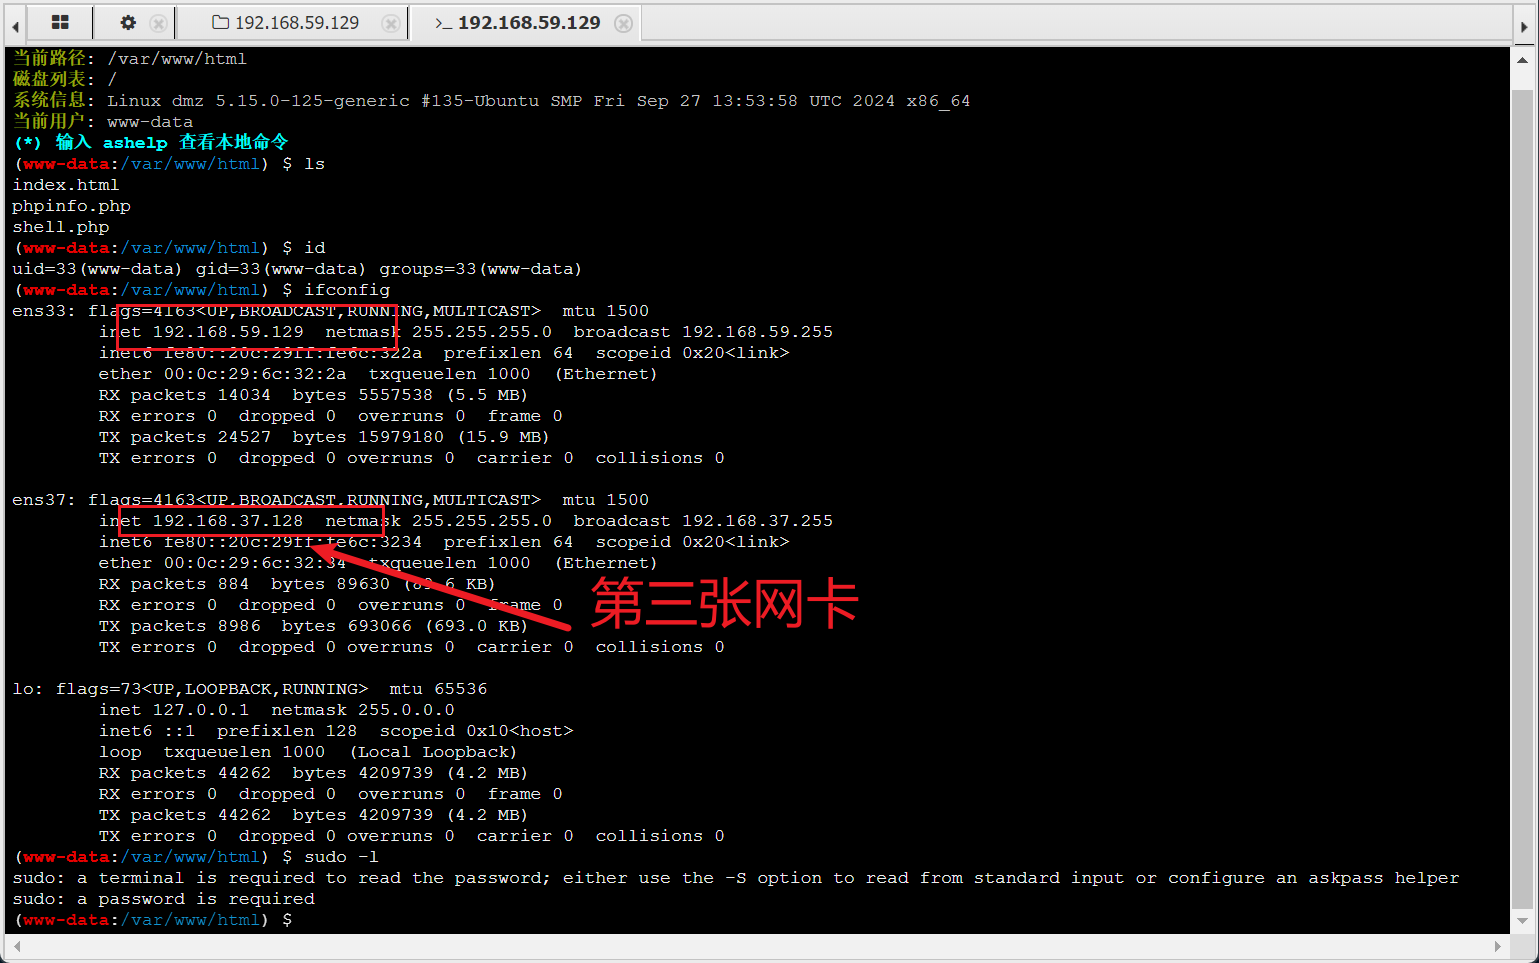 192.168.59.129
>_ 192.168.59.129
当前路径: /var/www/html
磁盘列表: /
系统信息: Linux dmz 5.15.0-125-generic #135-Ubuntu SMP Fri Sep 27 13:53:58 UTC 2024 x86_64
当前用户: www-data
(*) 输入 ashelp 查看本地命令
(www-data:/var/www/html) $ ls
index.html
phpinfo.php
shell.php
(www-data:/var/www/html) $ id
uid=33(www-data) gid=33(www-data) groups=33(www-data)
(www-data:/var/www/html) $ ifconfig
ens33: flags=4163<UP,BROADCAST,RUNNING,MULTICAST>  mtu 1500
inet 192.168.59.129  netmask 255.255.255.0  broadcast 192.168.59.255
inet6 fe80::20c:29ff:fe6c:322a  prefixlen 64  scopeid 0x20<link>
ether 00:0c:29:6c:32:2a  txqueuelen 1000  (Ethernet)
RX packets 14034  bytes 5557538 (5.5 MB)
RX errors 0  dropped 0  overruns 0  frame 0
TX packets 24527  bytes 15979180 (15.9 MB)
TX errors 0  dropped 0 overruns 0  carrier 0  collisions 0
ens37: flags=4163<UP,BROADCAST,RUNNING,MULTICAST>  mtu 1500
inet 192.168.37.128  netmask 255.255.255.0  broadcast 192.168.37.255
inet6 fe80::20c:29ff:fe6c:3234  prefixlen 64  scopeid 0x20<link>
ether 00:0c:29:6c:32:34  txqueuelen 1000  (Ethernet)
RX packets 884  bytes 89630 (89.6 KB)
RX errors 0  dropped 0  overruns 0  frame 0
第三张网卡
TX packets 8986  bytes 693066 (693.0 KB)
TX errors 0  dropped 0 overruns 0  carrier 0  collisions 0
lo: flags=73<UP,LOOPBACK,RUNNING>  mtu 65536
inet 127.0.0.1  netmask 255.0.0.0
inet6 ::1  prefixlen 128  scopeid 0x10<host>
loop  txqueuelen 1000  (Local Loopback)
RX packets 44262  bytes 4209739 (4.2 MB)
RX errors 0  dropped 0  overruns 0  frame 0
TX packets 44262  bytes 4209739 (4.2 MB)
TX errors 0  dropped 0 overruns 0  carrier 0  collisions 0
(www-data:/var/www/html) $ sudo -l
sudo: a terminal is required to read the password; either use the -S option to read from standard input or configure an askpass helper
sudo: a password is required
(www-data:/var/www/html) $